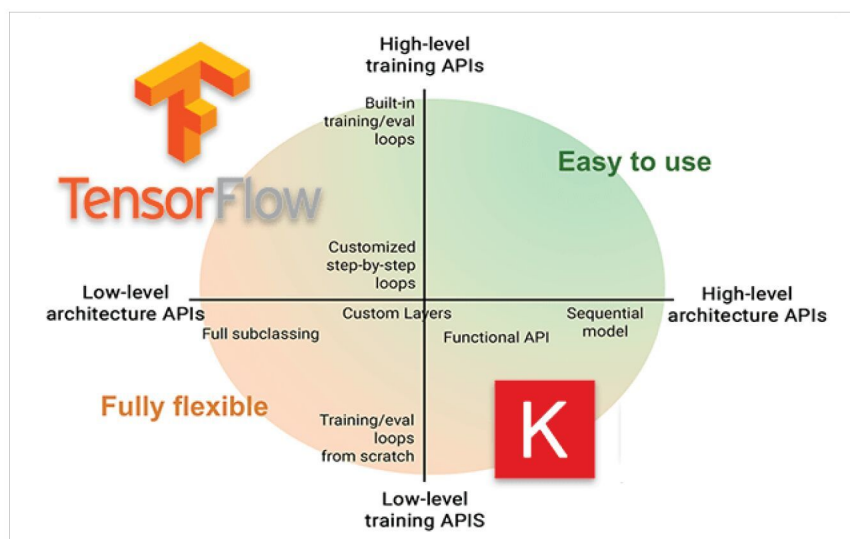 High-level
training APIs
Built-in
training/eval
loops
Easy to use
TensorFlow
Customized
step-by-step
loops
Low-level
architecture APIs
High-level
architecture APIs
Custom Layers
Sequential
model
Full subclassing
Functional API
Fully flexible
K
Training/eval
loops
from scratch
Low-level
training APIS